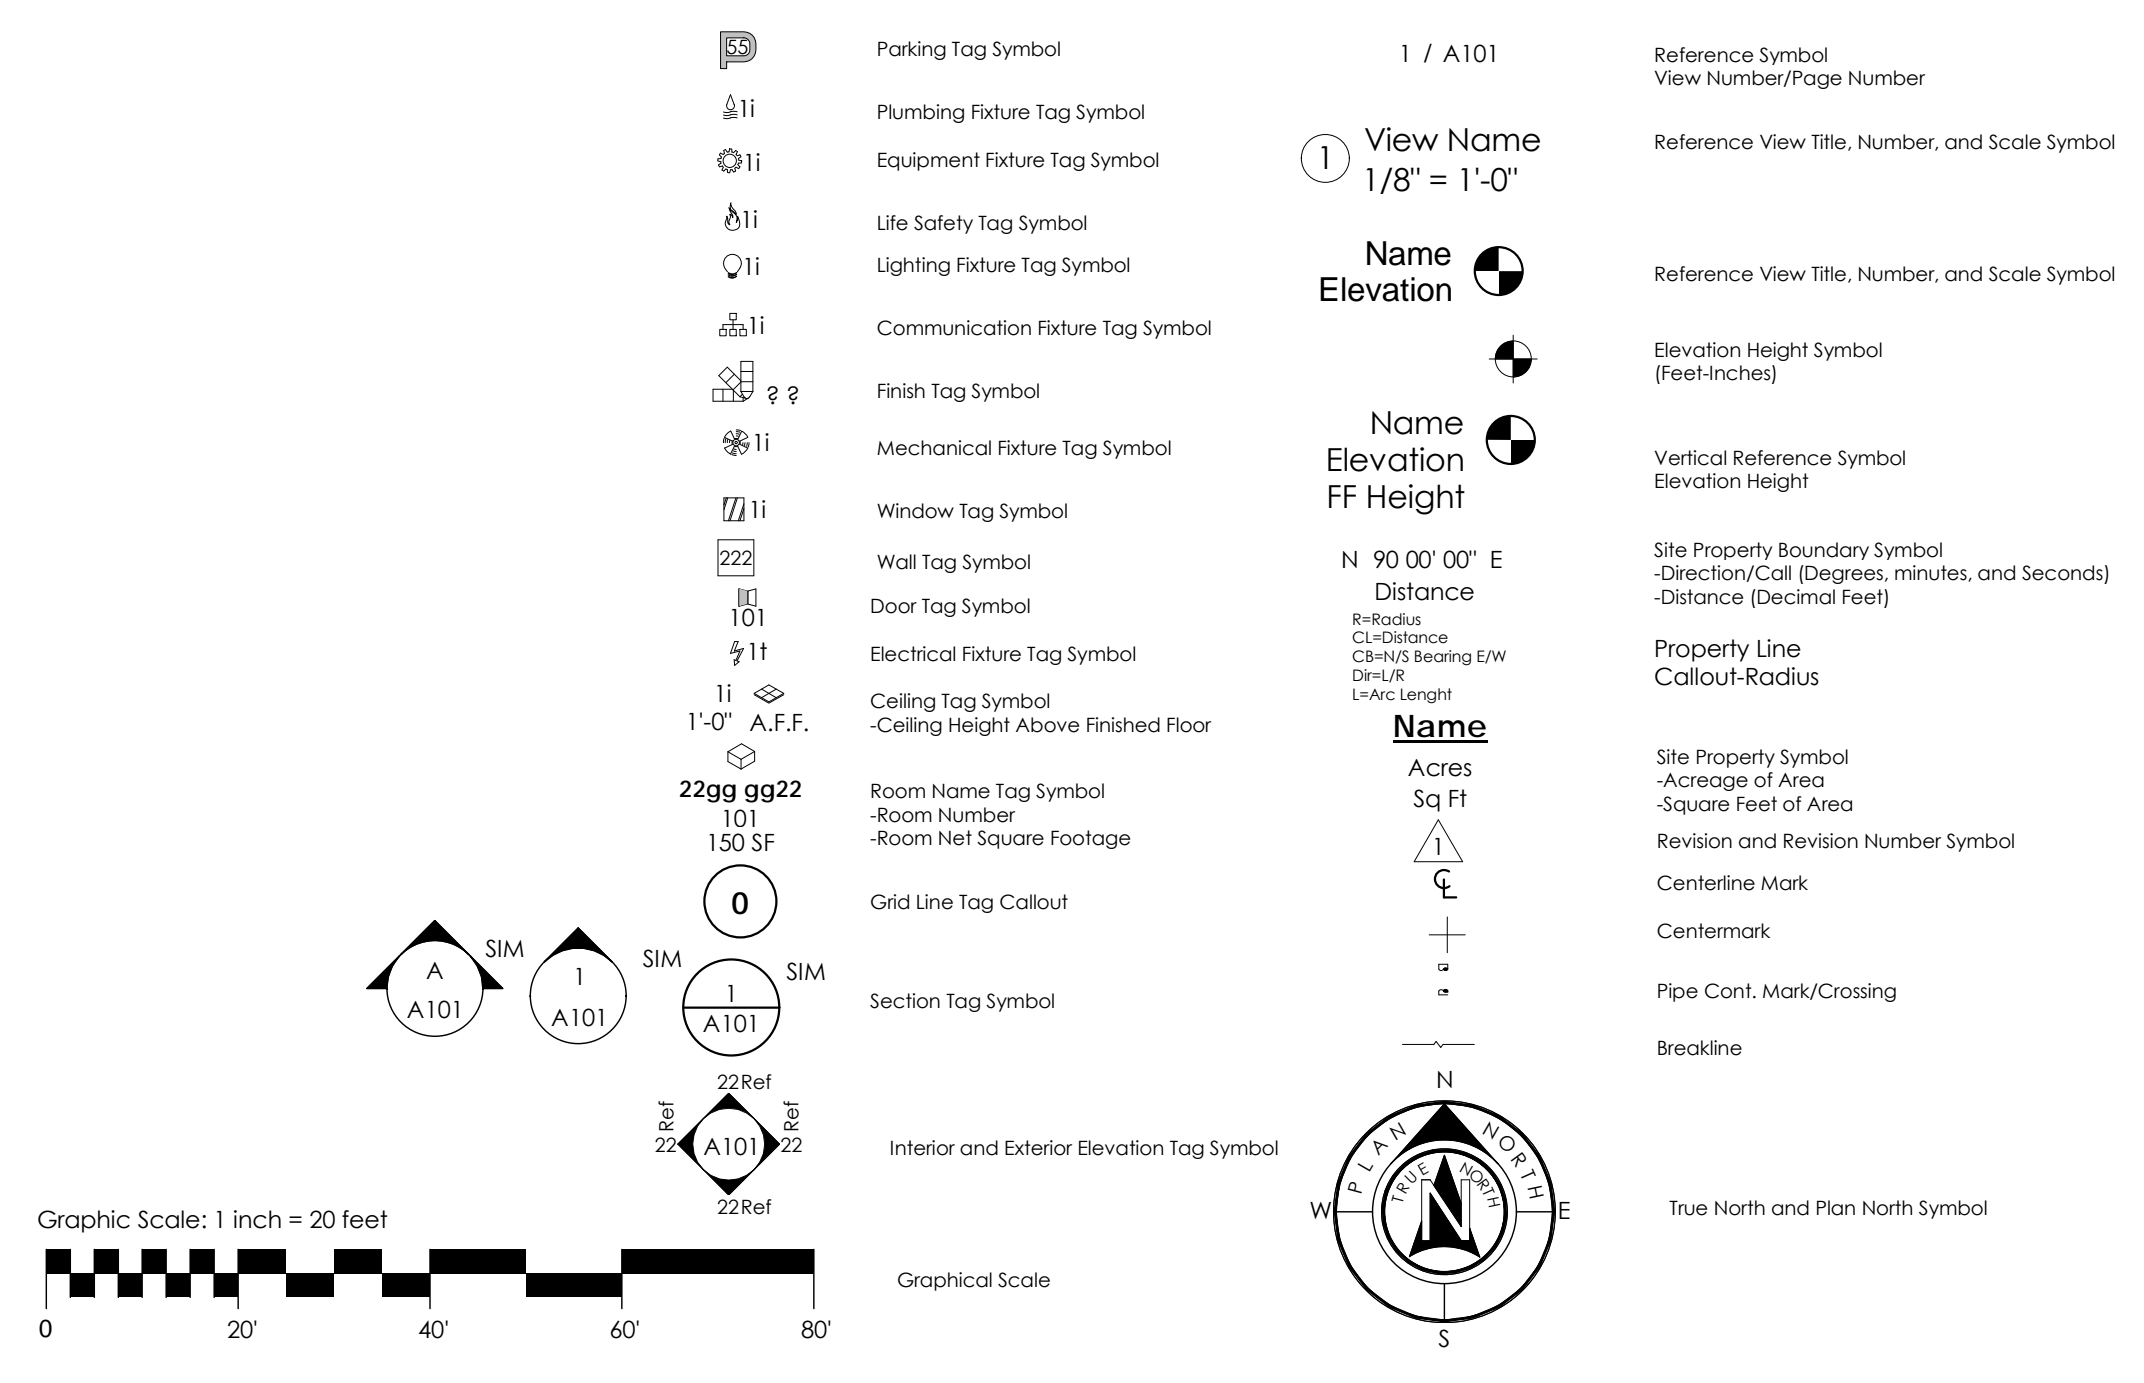 55
Parking Tag Symbol
1i
Plumbing Fixture Tag Symbol
1i
Equipment Fixture Tag Symbol
1i
Life Safety Tag Symbol
1i
Lighting Fixture Tag Symbol
1i
Communication Fixture Tag Symbol
? ?
Finish Tag Symbol
1i
Mechanical Fixture Tag Symbol
1i
Window Tag Symbol
222
Wall Tag Symbol
101
Door Tag Symbol
1t
Electrical Fixture Tag Symbol
1i
1'-0" A.F.F.
Ceiling Tag Symbol
-Ceiling Height Above Finished Floor
22gg gg22
101
150 SF
Room Name Tag Symbol
-Room Number
-Room Net Square Footage
0
Grid Line Tag Callout
A
A101
SIM
1
A101
SIM
1
A101
SIM
Section Tag Symbol
22Ref
22 Ref
A101
Ref 22
22Ref
Interior and Exterior Elevation Tag Symbol
Graphic Scale: 1 inch = 20 feet
0 20' 40' 60' 80'
Graphical Scale
1 / A101
Reference Symbol
View Number/Page Number
1
View Name
1/8" = 1'-0"
Reference View Title, Number, and Scale Symbol
Name
Elevation
Reference View Title, Number, and Scale Symbol
Elevation Height Symbol
(Feet-Inches)
Name
Elevation
FF Height
Vertical Reference Symbol
Elevation Height
N 90 00' 00" E
Distance
Site Property Boundary Symbol
-Direction/Call (Degrees, minutes, and Seconds)
-Distance (Decimal Feet)
R=Radius
CL=Distance
CB=N/S Bearing E/W
Dir=L/R
L=Arc Lenght
Property Line
Callout-Radius
Name
Acres
Sq Ft
Site Property Symbol
-Acreage of Area
-Square Feet of Area
1
Revision and Revision Number Symbol
CL
Centerline Mark
Centermark
Pipe Cont. Mark/Crossing
Breakline
N
PLAN NORTH
TRUE NORTH
N
W
E
S
True North and Plan North Symbol